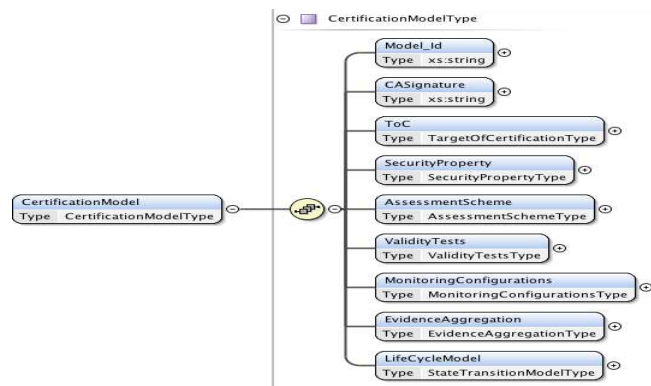 CertificationModelType
Model_Id
Type xs:string
CASignature
Type xs:string
ToC
Type TargetOfCertificationType
SecurityProperty
Type SecurityPropertyType
CertificationModel
Type CertificationModelType
AssessmentScheme
Type AssessmentSchemeType
ValidityTests
Type ValidityTestsType
MonitoringConfigurations
Type MonitoringConfigurationsType
EvidenceAggregation
Type EvidenceAggregationType
LifeCycleModel
Type StateTransitionModelType